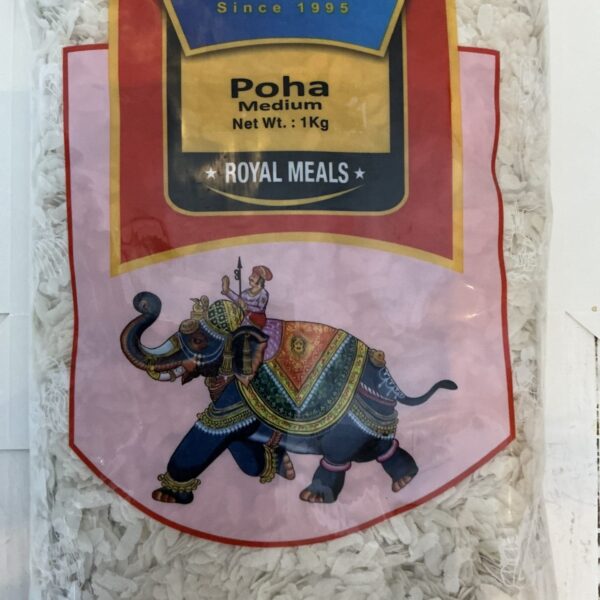 Since 1995
Poha
Medium
Net Wt. : 1Kg
★ ROYAL MEALS ★